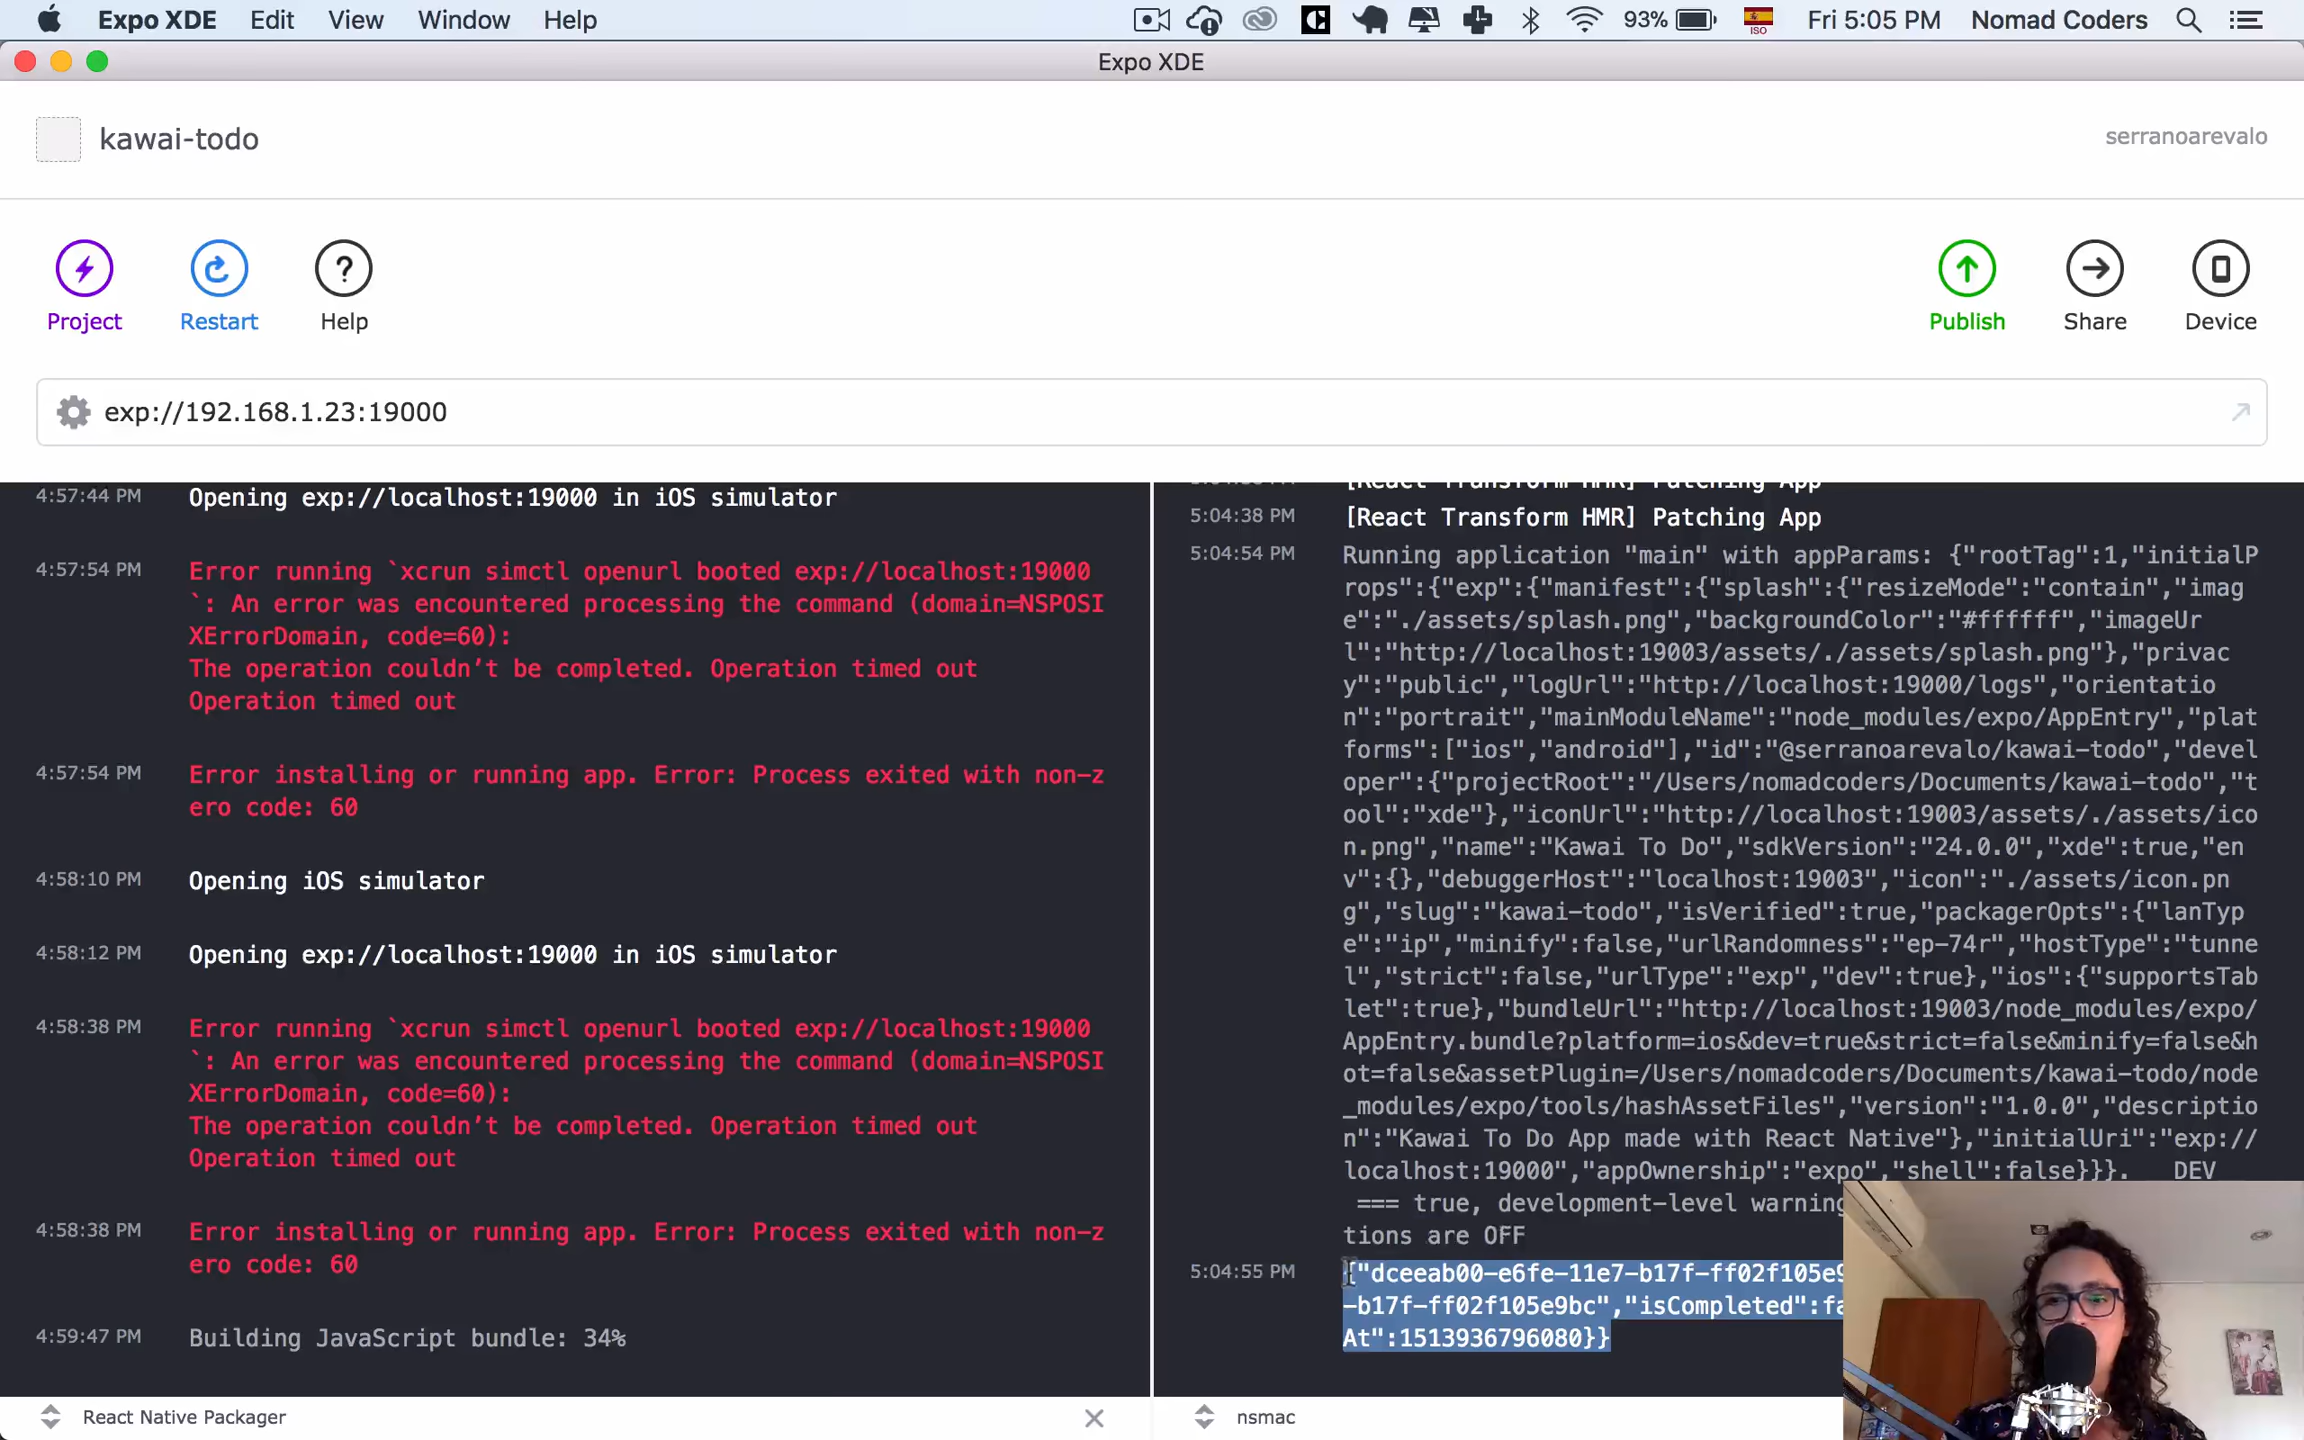 Expo XDE Edit View Window Help 93% ISO Fri 5:05 PM Nomad Coders
Expo XDE
kawai-todo
serranoarevalo
Project Restart Help Publish Share Device
exp://192.168.1.23:19000
4:57:44 PM Opening exp://localhost:19000 in iOS simulator
4:57:54 PM Error running `xcrun simctl openurl booted exp://localhost:19000
`: An error was encountered processing the command (domain=NSPOSI
XErrorDomain, code=60):
The operation couldn’t be completed. Operation timed out
Operation timed out
4:57:54 PM Error installing or running app. Error: Process exited with non-z
ero code: 60
4:58:10 PM Opening iOS simulator
4:58:12 PM Opening exp://localhost:19000 in iOS simulator
4:58:38 PM Error running `xcrun simctl openurl booted exp://localhost:19000
`: An error was encountered processing the command (domain=NSPOSI
XErrorDomain, code=60):
The operation couldn’t be completed. Operation timed out
Operation timed out
4:58:38 PM Error installing or running app. Error: Process exited with non-z
ero code: 60
4:59:47 PM Building JavaScript bundle: 34%
React Native Packager
[React Transform HMR] Patching App
5:04:38 PM [React Transform HMR] Patching App
5:04:54 PM Running application "main" with appParams: {"rootTag":1,"initialP
rops":{"exp":{"manifest":{"splash":{"resizeMode":"contain","imag
e":"./assets/splash.png","backgroundColor":"#ffffff","imageUr
l":"http://localhost:19003/assets/./assets/splash.png"},"privac
y":"public","logUrl":"http://localhost:19000/logs","orientatio
n":"portrait","mainModuleName":"node_modules/expo/AppEntry","plat
forms":["ios","android"],"id":"@serranoarevalo/kawai-todo","devel
oper":{"projectRoot":"/Users/nomadcoders/Documents/kawai-todo","t
ool":"xde"},"iconUrl":"http://localhost:19003/assets/./assets/ico
n.png","name":"Kawai To Do","sdkVersion":"24.0.0","xde":true,"en
v":{},"debuggerHost":"localhost:19003","icon":"./assets/icon.pn
g","slug":"kawai-todo","isVerified":true,"packagerOpts":{"lanTyp
e":"ip","minify":false,"urlRandomness":"ep-74r","hostType":"tunne
l","strict":false,"urlType":"exp","dev":true},"ios":{"supportsTab
let":true},"bundleUrl":"http://localhost:19003/node_modules/expo/
AppEntry.bundle?platform=ios&dev=true&strict=false&minify=false&h
ot=false&assetPlugin=/Users/nomadcoders/Documents/kawai-todo/node
_modules/expo/tools/hashAssetFiles","version":"1.0.0","descriptio
n":"Kawai To Do App made with React Native"},"initialUri":"exp://
localhost:19000","appOwnership":"expo","shell":false}}}. DEV
=== true, development-level warning
tions are OFF
5:04:55 PM {"dceeab00-e6fe-11e7-b17f-ff02f105e9
-b17f-ff02f105e9bc","isCompleted":fa
At":1513936796080}}
nsmac